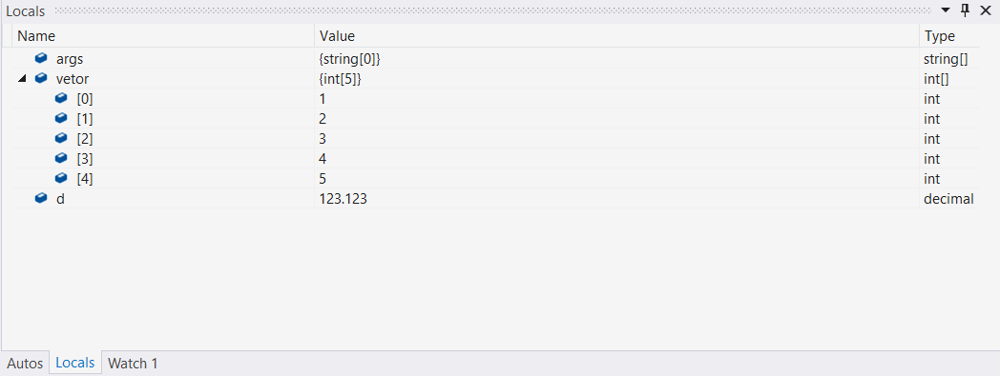 Locals
Name Value Type
args {string[0]} string[]
vetor {int[5]} int[]
[0] 1 int
[1] 2 int
[2] 3 int
[3] 4 int
[4] 5 int
d 123.123 decimal
Autos Locals Watch 1